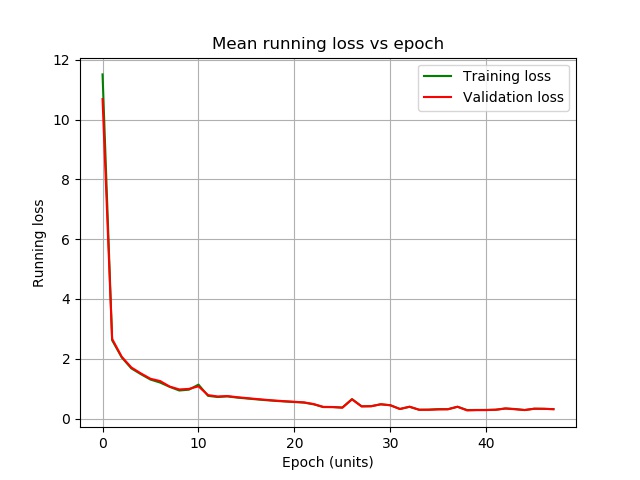 Mean running loss vs epoch
Training loss
Validation loss
12
10
8
6
4
2
0
Running loss
0 10 20 30 40
Epoch (units)